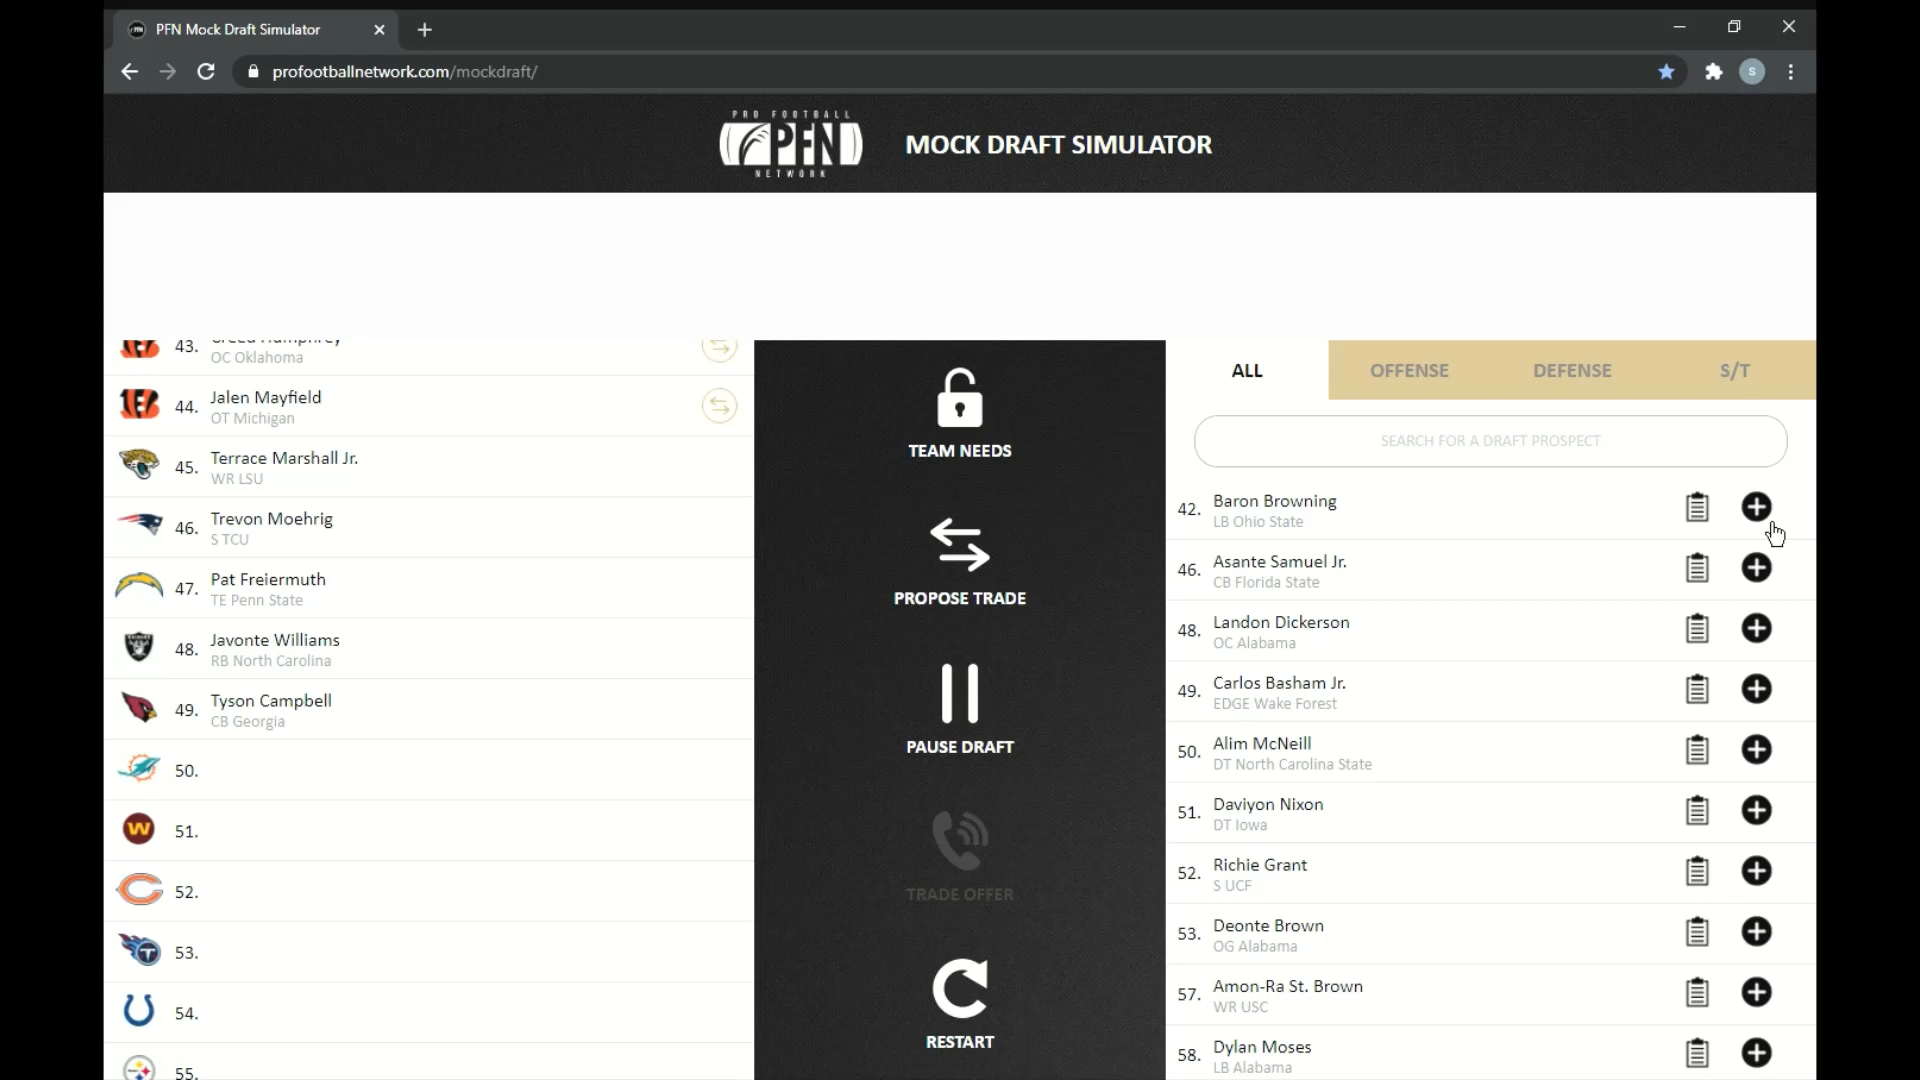 PFN Mock Draft Simulator
profootballnetwork.com/mockdraft/
S
PRO FOOTBALL
PFN
NETWORK
MOCK DRAFT SIMULATOR
43. Creed Humphrey
OC Oklahoma
44. Jalen Mayfield
OT Michigan
45. Terrace Marshall Jr.
WR LSU
46. Trevon Moehrig
S TCU
47. Pat Freiermuth
TE Penn State
48. Javonte Williams
RB North Carolina
49. Tyson Campbell
CB Georgia
50.
51.
52.
53.
54.
55.
TEAM NEEDS
PROPOSE TRADE
PAUSE DRAFT
TRADE OFFER
RESTART
ALL OFFENSE DEFENSE S/T
SEARCH FOR A DRAFT PROSPECT
42. Baron Browning
LB Ohio State
46. Asante Samuel Jr.
CB Florida State
48. Landon Dickerson
OC Alabama
49. Carlos Basham Jr.
EDGE Wake Forest
50. Alim McNeill
DT North Carolina State
51. Daviyon Nixon
DT Iowa
52. Richie Grant
S UCF
53. Deonte Brown
OG Alabama
57. Amon-Ra St. Brown
WR USC
58. Dylan Moses
LB Alabama